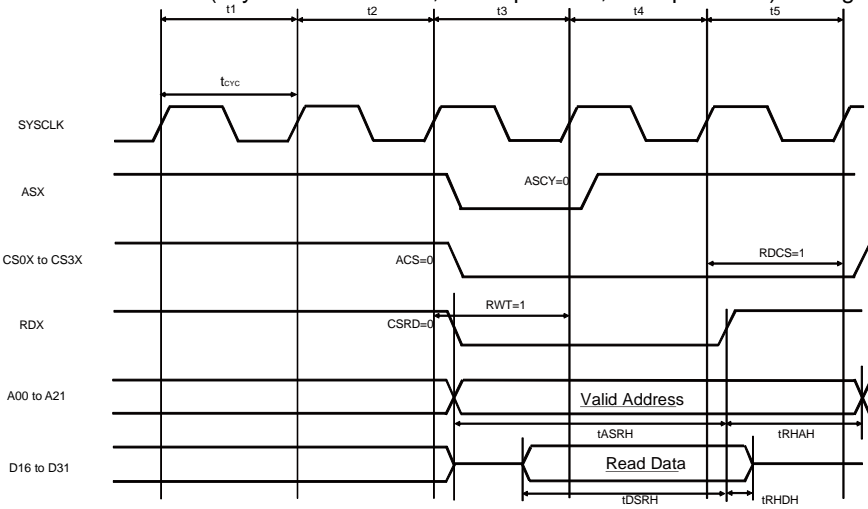 t1 t2 t3 t4 t5
tCYC
SYSCLK
ASX
ASCY=0
CS0X to CS3X
ACS=0
RDCS=1
RDX
CSRD=0
RWT=1
A00 to A21
Valid Address
tASRH
tRHAH
D16 to D31
Read Data
tDSRH
tRHDH